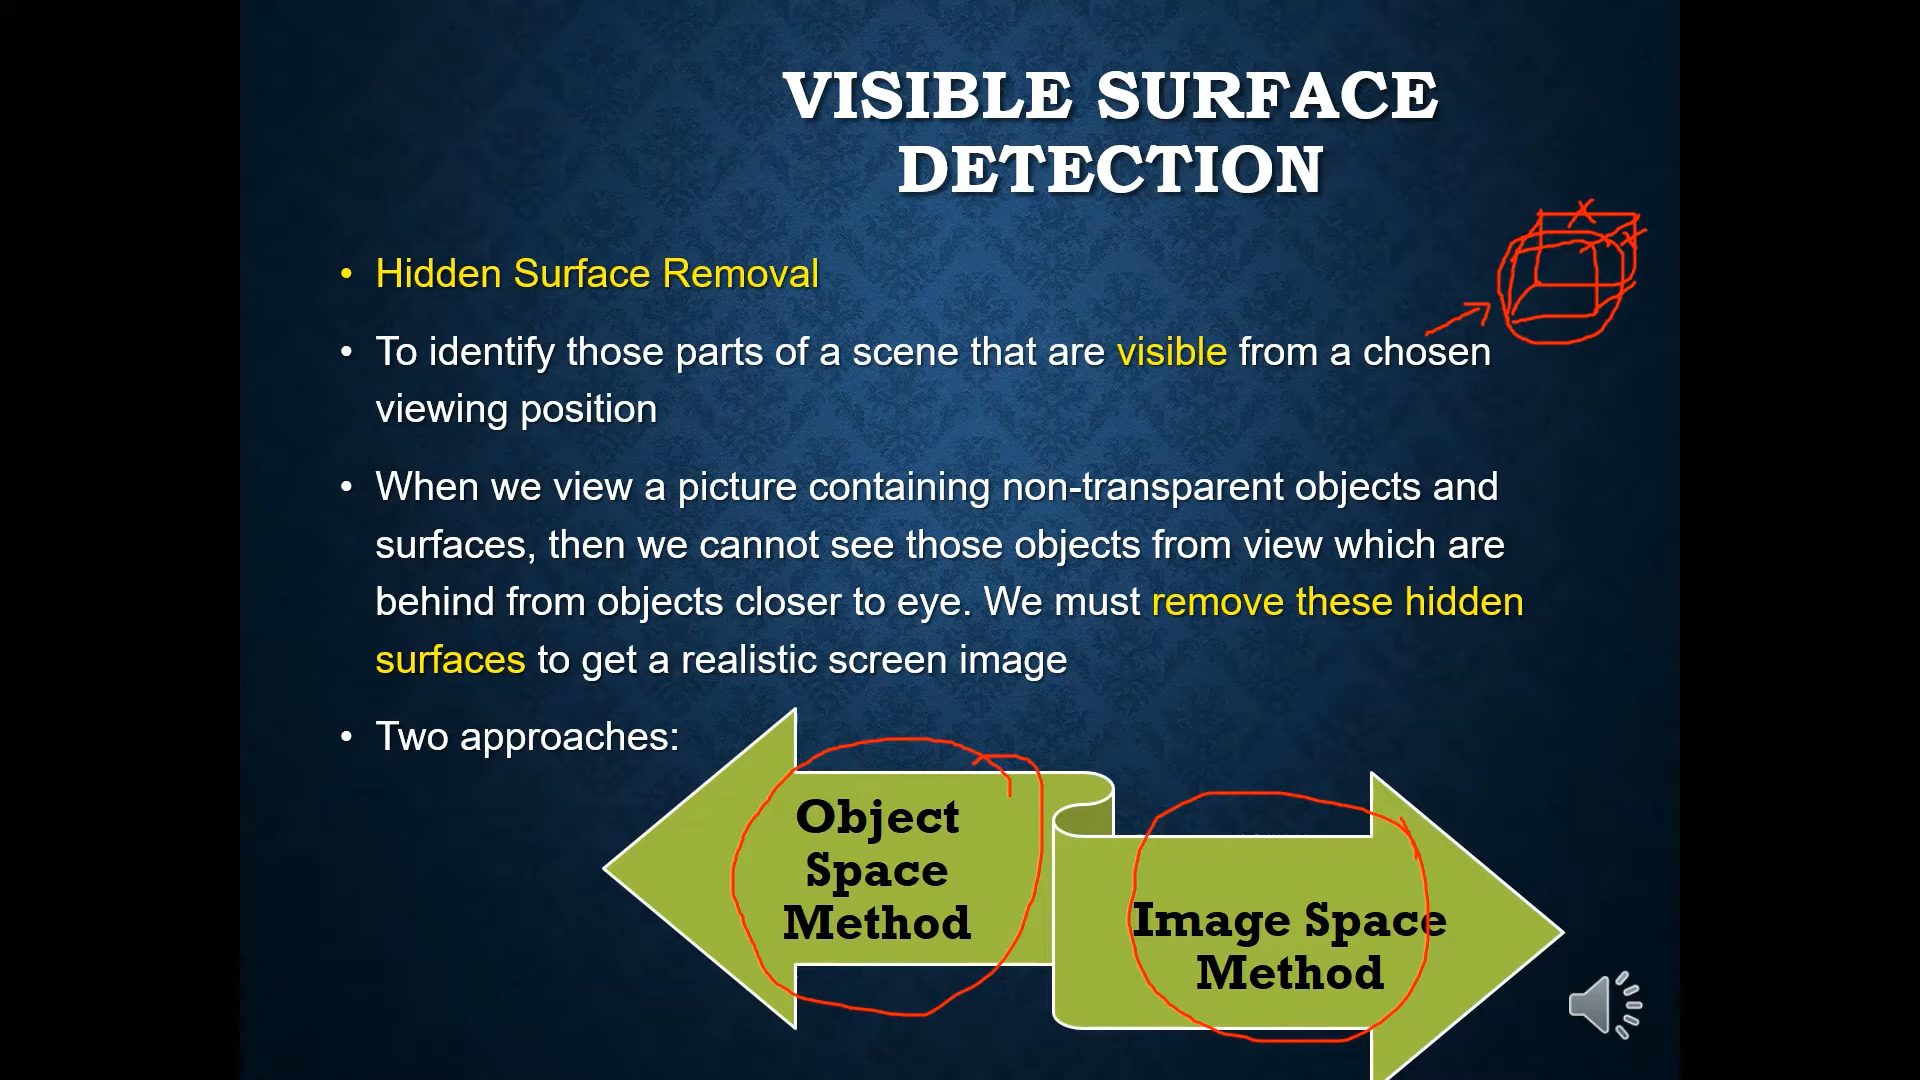 VISIBLE SURFACE
DETECTION
• Hidden Surface Removal
• To identify those parts of a scene that are visible from a chosen
viewing position
• When we view a picture containing non-transparent objects and
surfaces, then we cannot see those objects from view which are
behind from objects closer to eye. We must remove these hidden
surfaces to get a realistic screen image
• Two approaches:
Object
Space
Method
Image Space
Method